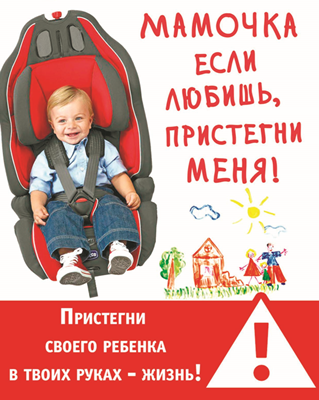 МАМОЧКА
ЕСЛИ
ЛЮБИШЬ,
ПРИСТЕГНИ
МЕНЯ!
Пристегни
своего ребенка
в твоих руках – жизнь!
!